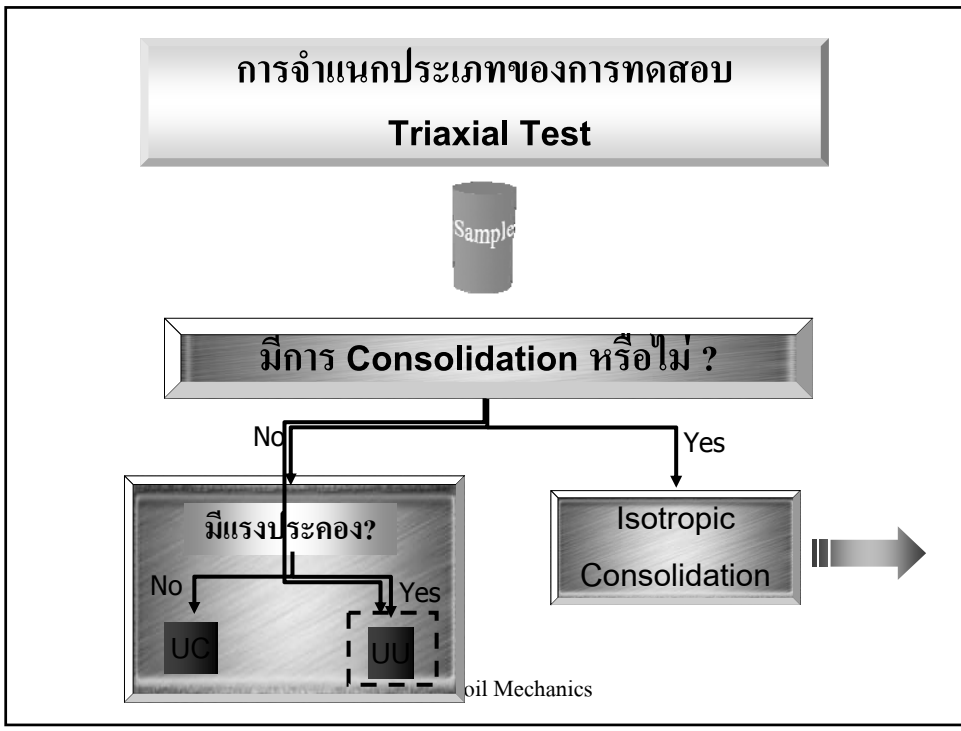 การจำแนกประเภทของการทดสอบ
Triaxial Test
Sample
มีการ Consolidation หรือไม่ ?
No
Yes
มีแรงประคอง?
Isotropic
Consolidation
No
Yes
UC
UU
oil Mechanics